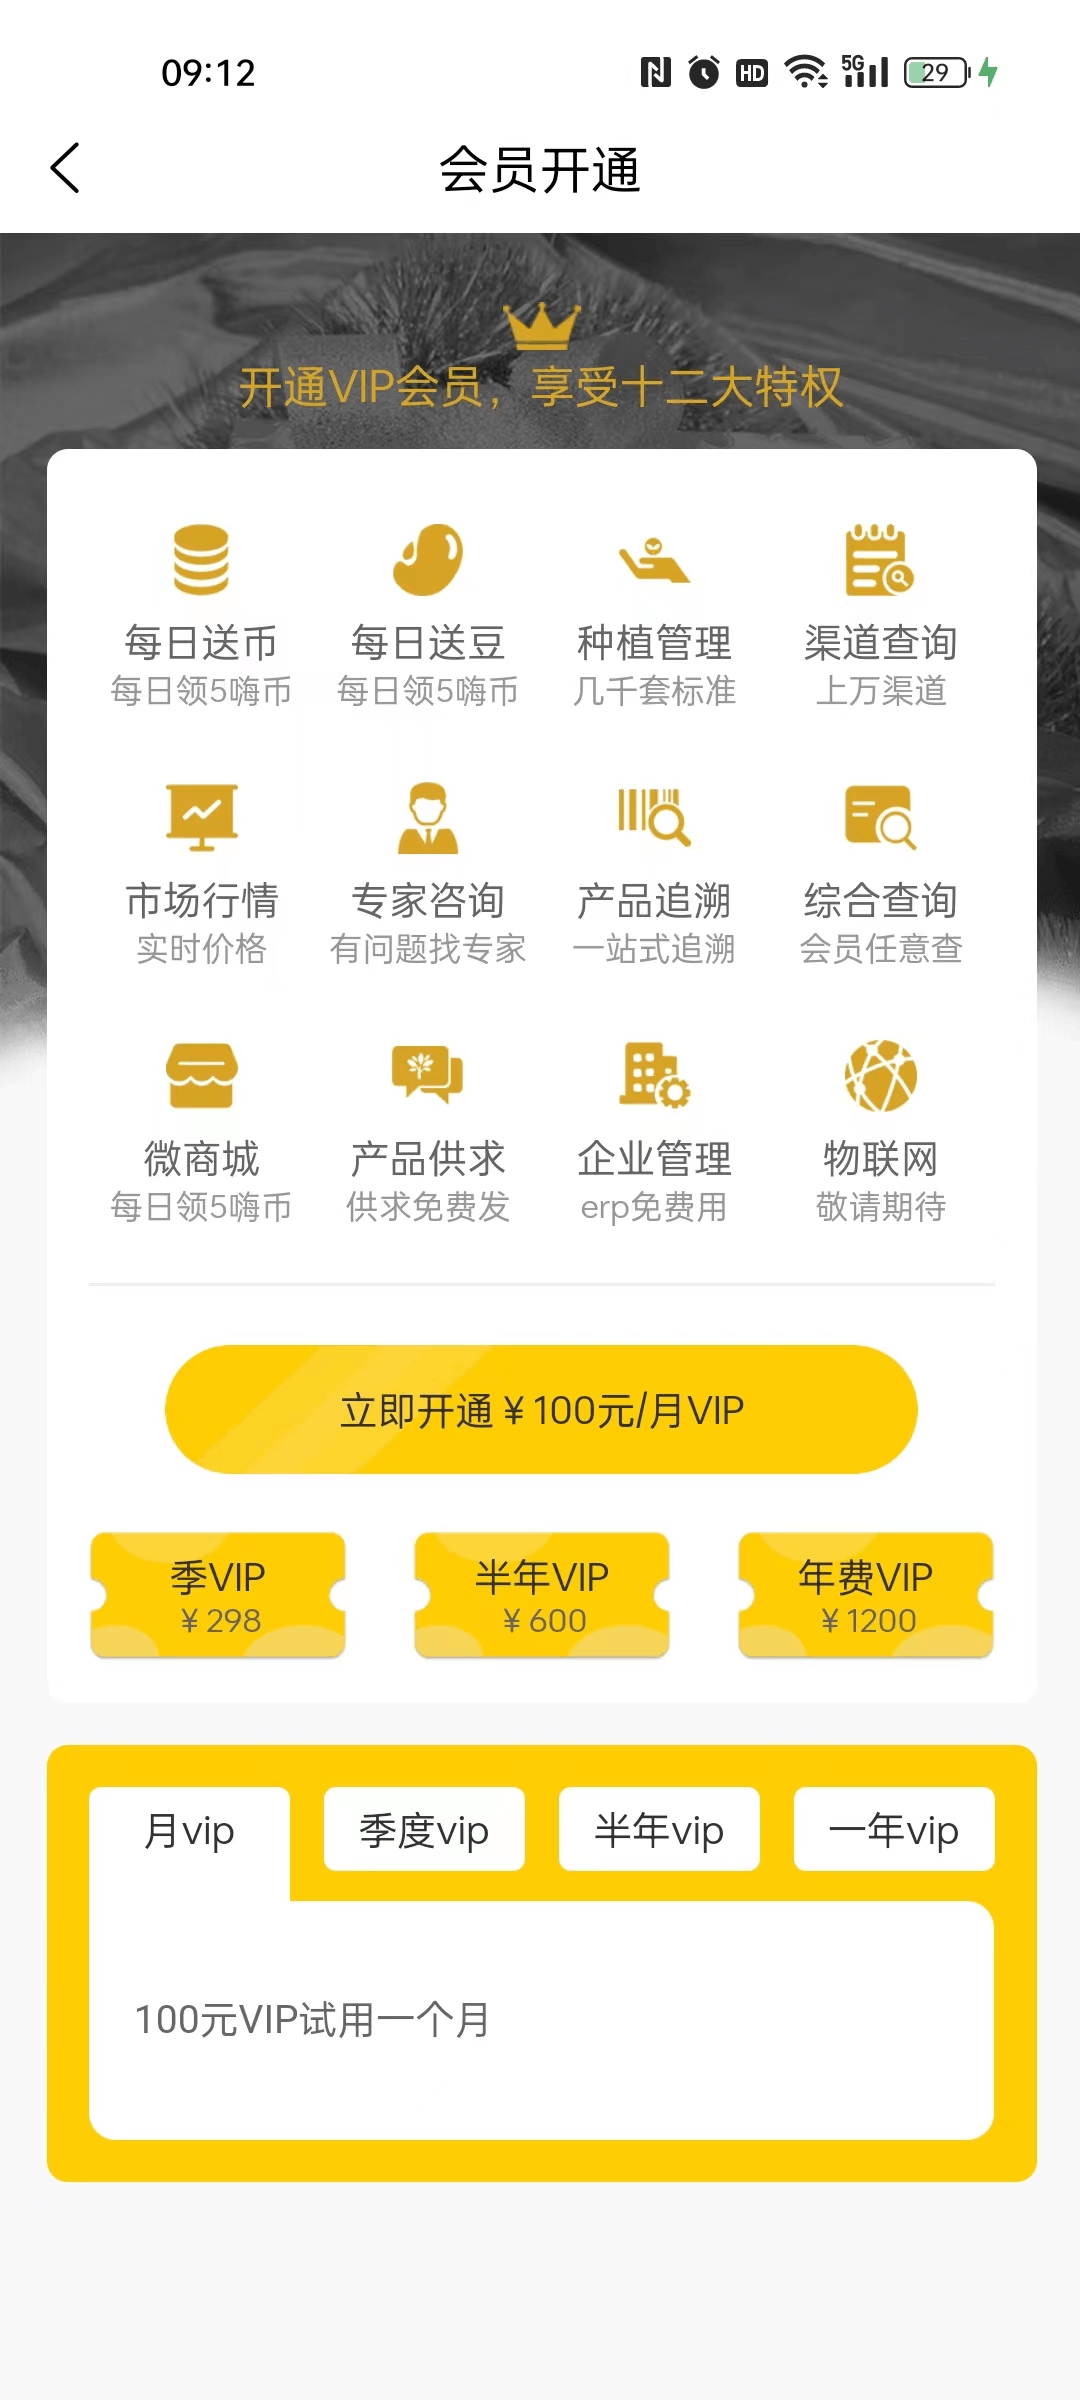 09:12
HD
5G
29
会员开通
开通VIP会员，享受十二大特权
每日送币
每日领5嗨币
每日送豆
每日领5嗨币
种植管理
几千套标准
渠道查询
上万渠道
市场行情
实时价格
专家咨询
有问题找专家
产品追溯
一站式追溯
综合查询
会员任意查
微商城
每日领5嗨币
产品供求
供求免费发
企业管理
erp免费用
物联网
敬请期待
立即开通¥100元/月VIP
季VIP
¥298
半年VIP
¥600
年费VIP
¥1200
月vip
季度vip
半年vip
一年vip
100元VIP试用一个月